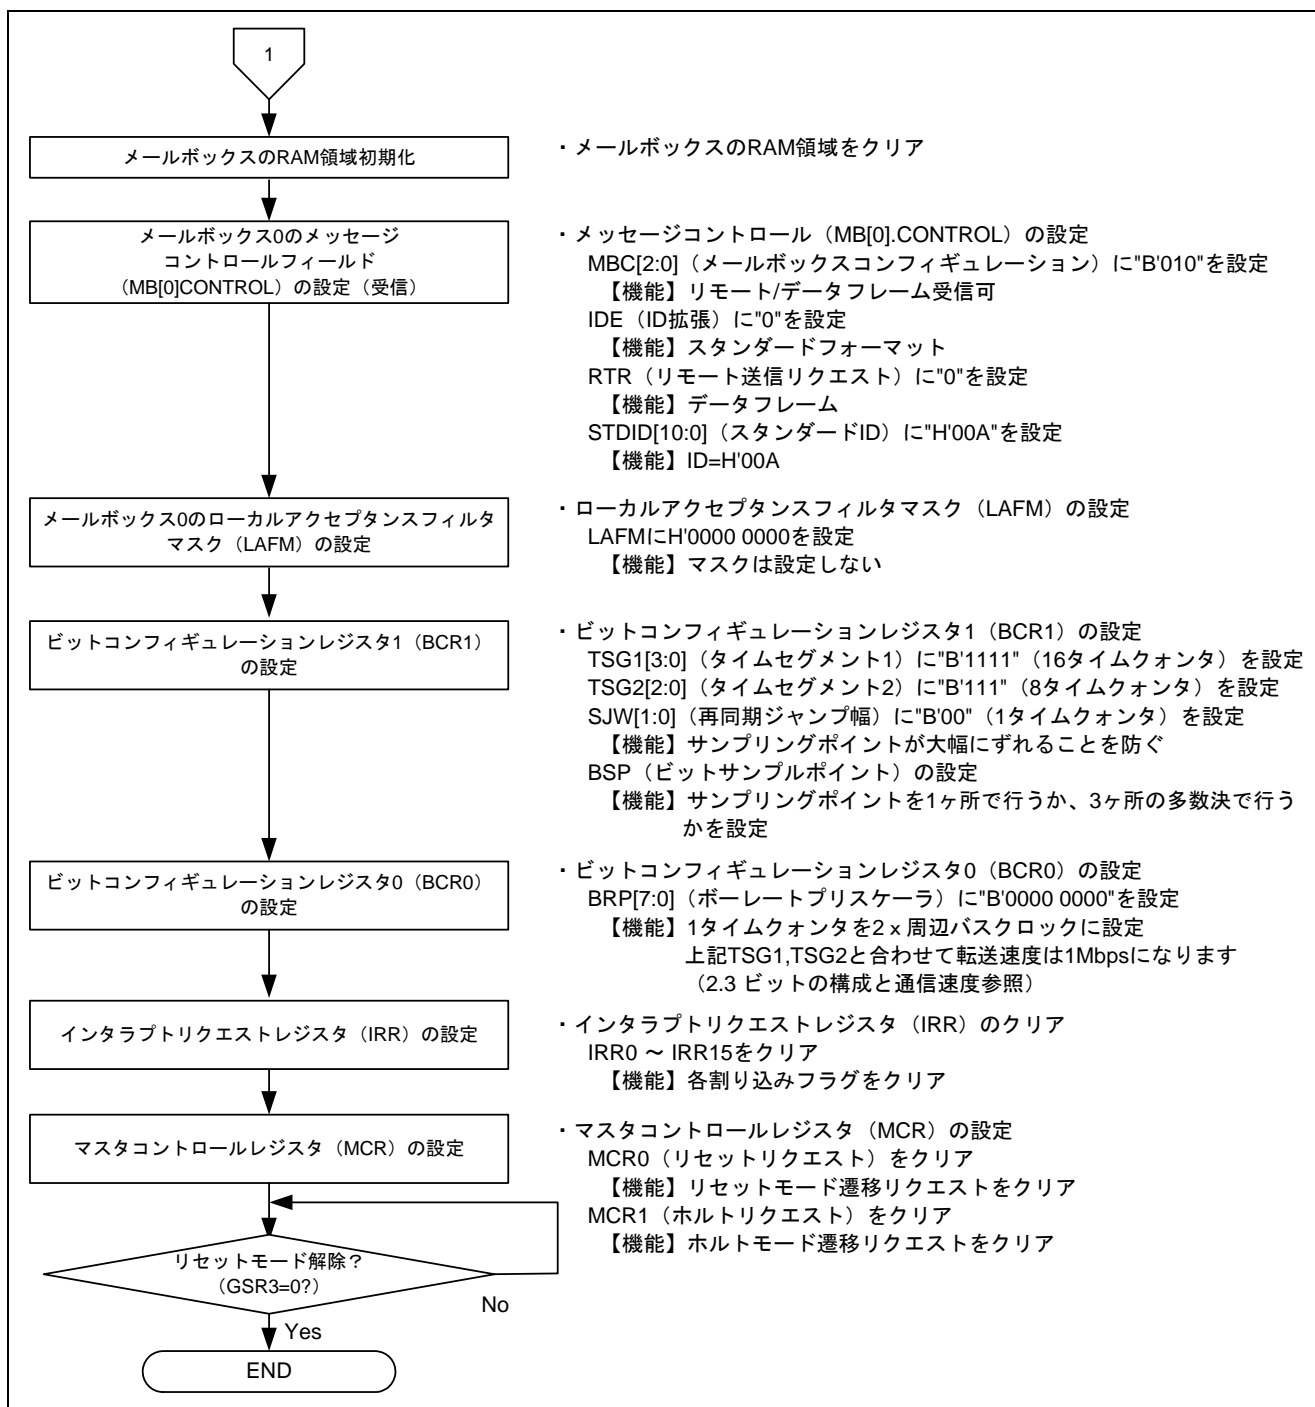 1
メールボックスのRAM領域初期化
・メールボックスのRAM領域をクリア
メールボックス0のメッセージ
コントロールフィールド
（MB[0]CONTROL）の設定（受信）
・メッセージコントロール（MB[0].CONTROL）の設定
MBC[2:0]（メールボックスコンフィギュレーション）に"B'010"を設定
【機能】リモート/データフレーム受信可
IDE（ID拡張）に"0"を設定
【機能】スタンダードフォーマット
RTR（リモート送信リクエスト）に"0"を設定
【機能】データフレーム
STDID[10:0]（スタンダードID）に"H'00A"を設定
【機能】ID=H'00A
メールボックス0のローカルアクセプタンスフィルタ
マスク（LAFM）の設定
・ローカルアクセプタンスフィルタマスク（LAFM）の設定
LAFMにH'0000 0000を設定
【機能】マスクは設定しない
ビットコンフィギュレーションレジスタ1（BCR1）
の設定
・ビットコンフィギュレーションレジスタ1（BCR1）の設定
TSG1[3:0]（タイムセグメント1）に"B'1111"（16タイムクォンタ）を設定
TSG2[2:0]（タイムセグメント2）に"B'111"（8タイムクォンタ）を設定
SJW[1:0]（再同期ジャンプ幅）に"B'00"（1タイムクォンタ）を設定
【機能】サンプリングポイントが大幅にずれることを防ぐ
BSP（ビットサンプルポイント）の設定
【機能】サンプリングポイントを1ヶ所で行うか、3ヶ所の多数決で行う
かを設定
ビットコンフィギュレーションレジスタ0（BCR0）
の設定
・ビットコンフィギュレーションレジスタ0（BCR0）の設定
BRP[7:0]（ボーレートプリスケーラ）に"B'0000 0000"を設定
【機能】1タイムクォンタを2 x 周辺バスクロックに設定
上記TSG1,TSG2と合わせて転送速度は1Mbpsになります
（2.3 ビットの構成と通信速度参照）
インタラプトリクエストレジスタ（IRR）の設定
・インタラプトリクエストレジスタ（IRR）のクリア
IRR0 ～ IRR15をクリア
【機能】各割り込みフラグをクリア
マスタコントロールレジスタ（MCR）の設定
・マスタコントロールレジスタ（MCR）の設定
MCR0（リセットリクエスト）をクリア
【機能】リセットモード遷移リクエストをクリア
MCR1（ホルトリクエスト）をクリア
【機能】ホルトモード遷移リクエストをクリア
リセットモード解除？
（GSR3=0?）
No
Yes
END